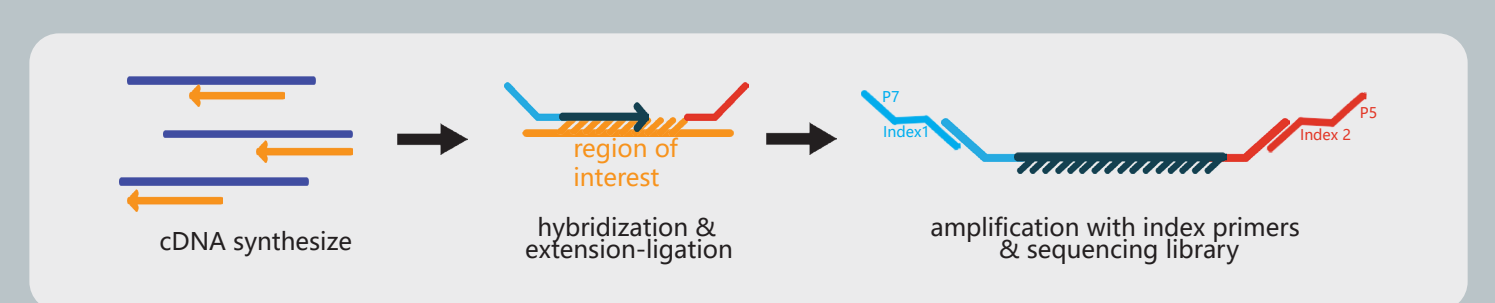 P7
Index1
P5
Index 2
region of
interest
cDNA synthesize
hybridization &
extension-ligation
amplification with index primers
& sequencing library